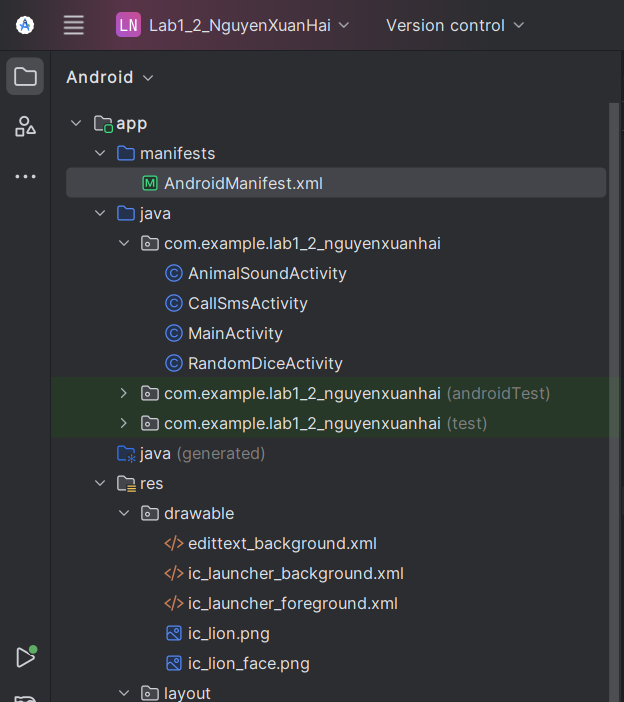 LN Lab1_2_NguyenXuanHai Version control
Android
app
manifests
M AndroidManifest.xml
java
com.example.lab1_2_nguyenxuanhai
C AnimalSoundActivity
C CallSmsActivity
C MainActivity
C RandomDiceActivity
com.example.lab1_2_nguyenxuanhai (androidTest)
com.example.lab1_2_nguyenxuanhai (test)
java (generated)
res
drawable
</> edittext_background.xml
</> ic_launcher_background.xml
</> ic_launcher_foreground.xml
ic_lion.png
ic_lion_face.png
layout